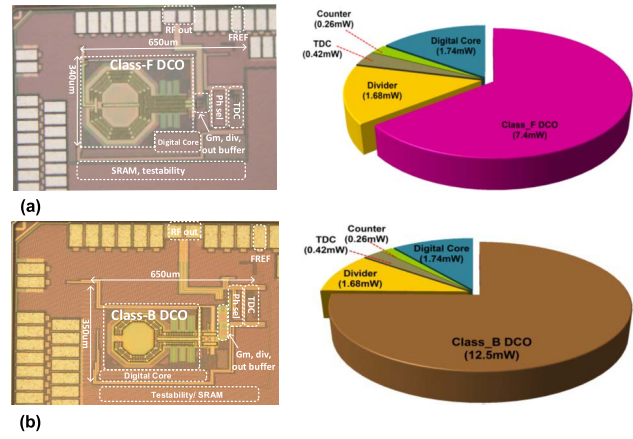 RF out
FREF
650um
Class-F DCO
340um
Ph sel
TDC
Gm, div,
out buffer
Digital Core
SRAM, testability
(a)
Counter
(0.26mW)
TDC
(0.42mW)
Digital Core
(1.74mW)
Divider
(1.68mW)
Class_F DCO
(7.4mW)
RF out
FREF
650um
Class-B DCO
350um
Ph sel
TDC
Gm, div,
out buffer
Digital Core
Testability/ SRAM
(b)
Counter
(0.26mW)
TDC
(0.42mW)
Digital Core
(1.74mW)
Divider
(1.68mW)
Class_B DCO
(12.5mW)